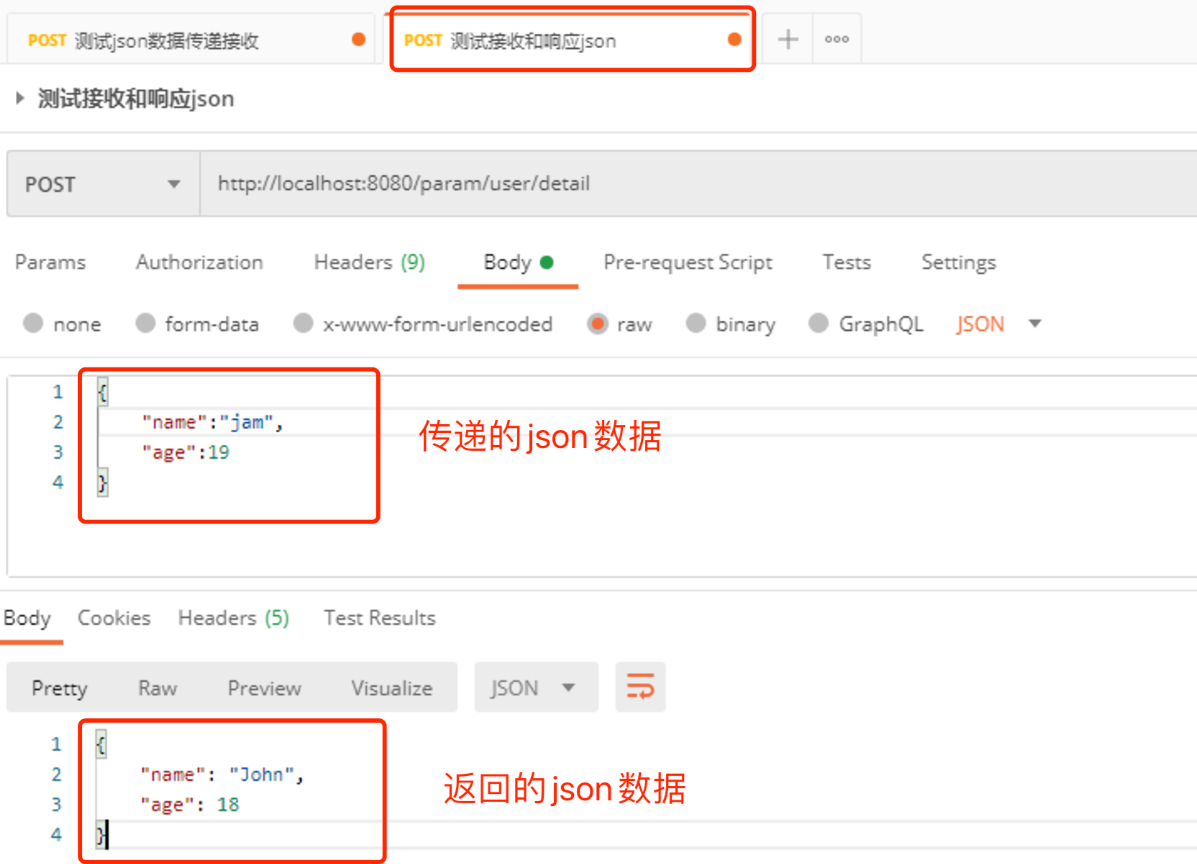 POST 测试json数据传递接收 POST 测试接收和响应json
测试接收和响应json
POST http://localhost:8080/param/user/detail
Params Authorization Headers (9) Body Pre-request Script Tests Settings
none form-data x-www-form-urlencoded raw binary GraphQL JSON
1 {
2 "name":"jam",
3 "age":19
4 }
传递的json数据
Body Cookies Headers (5) Test Results
Pretty Raw Preview Visualize JSON
1 {
2 "name": "John",
3 "age": 18
4 }
返回的json数据